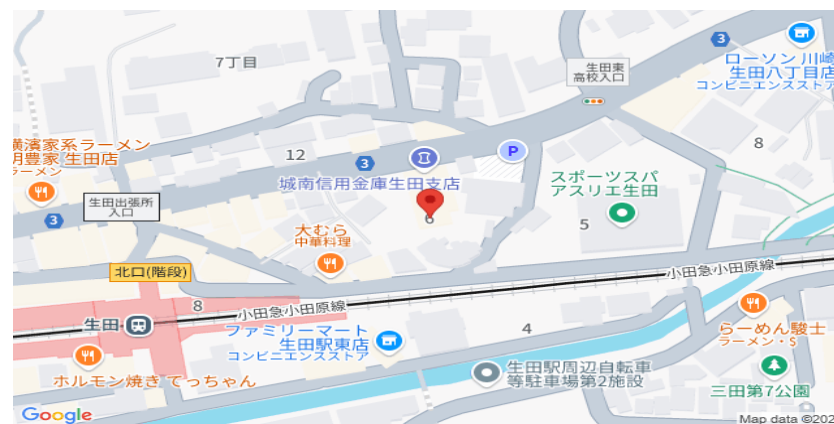 7丁目
3
生田東
高校入口
ローソン 川崎
生田八丁目店
コンビニエンスストア
横濱家系ラーメン
明豊家 生田店
ラーメン
12
3
P
8
城南信用金庫生田支店
スポーツスパ
アスリエ生田
生田出張所
入口
3
6
5
大むら
中華料理
北口(階段)
小田急小田原線
8
小田急小田原線
生田
4
ファミリーマート
生田駅東店
コンビニエンスストア
らーめん駿士
ラーメン・$
ホルモン焼き てっちゃん
生田駅周辺自転車
等駐車場第2施設
三田第7公園
Google
Map data ©202